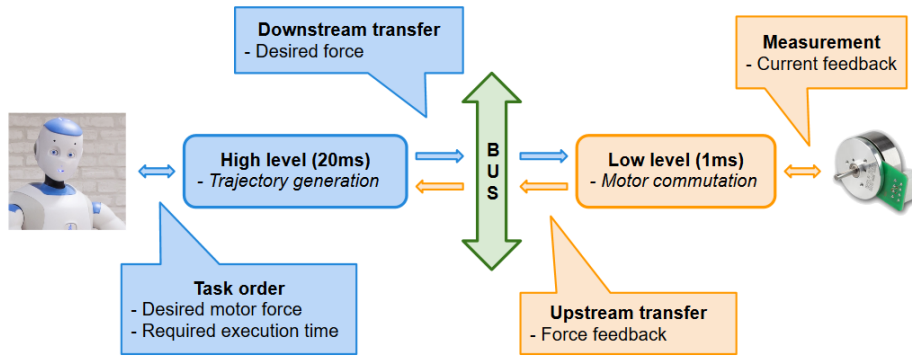 Downstream transfer
- Desired force
Measurement
- Current feedback
High level (20ms)
- Trajectory generation
BUS
Low level (1ms)
- Motor commutation
Task order
- Desired motor force
- Required execution time
Upstream transfer
- Force feedback